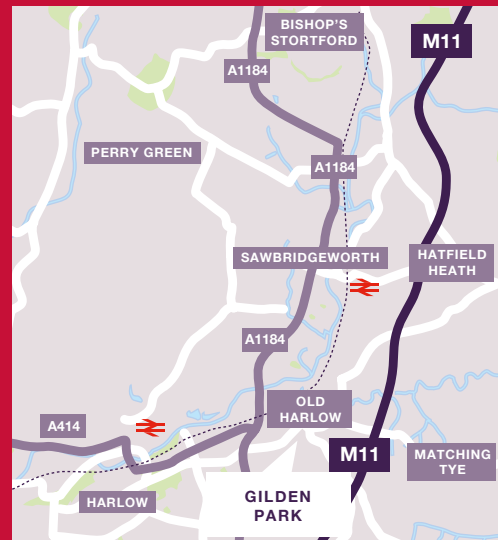 BISHOP'S
STORTFORD
M11
A1184
PERRY GREEN
A1184
SAWBRIDGEWORTH
HATFIELD
HEATH
A1184
OLD
HARLOW
A414
M11
MATCHING
TYE
HARLOW
GILDEN
PARK